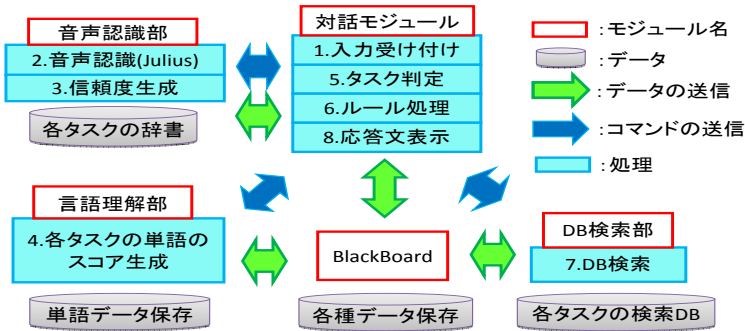 音声認識部
2.音声認識(Julius)
3.信頼度生成
各タスクの辞書
対話モジュール
1.入力受け付け
5.タスク判定
6.ルール処理
8.応答文表示
:モジュール名
:データ
:データの送信
:コマンドの送信
:処理
言語理解部
4.各タスクの単語の
スコア生成
単語データ保存
BlackBoard
各種データ保存
DB検索部
7.DB検索
各タスクの検索DB